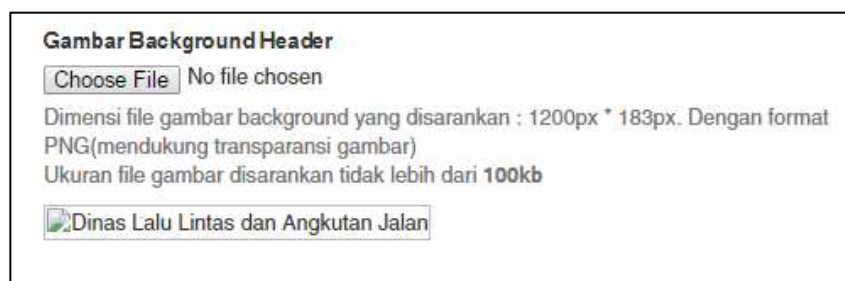 Gambar Background Header
Choose File No file chosen
Dimensi file gambar background yang disarankan : 1200px * 183px. Dengan format
PNG(mendukung transparansi gambar)
Ukuran file gambar disarankan tidak lebih dari 100kb
Dinas Lalu Lintas dan Angkutan Jalan